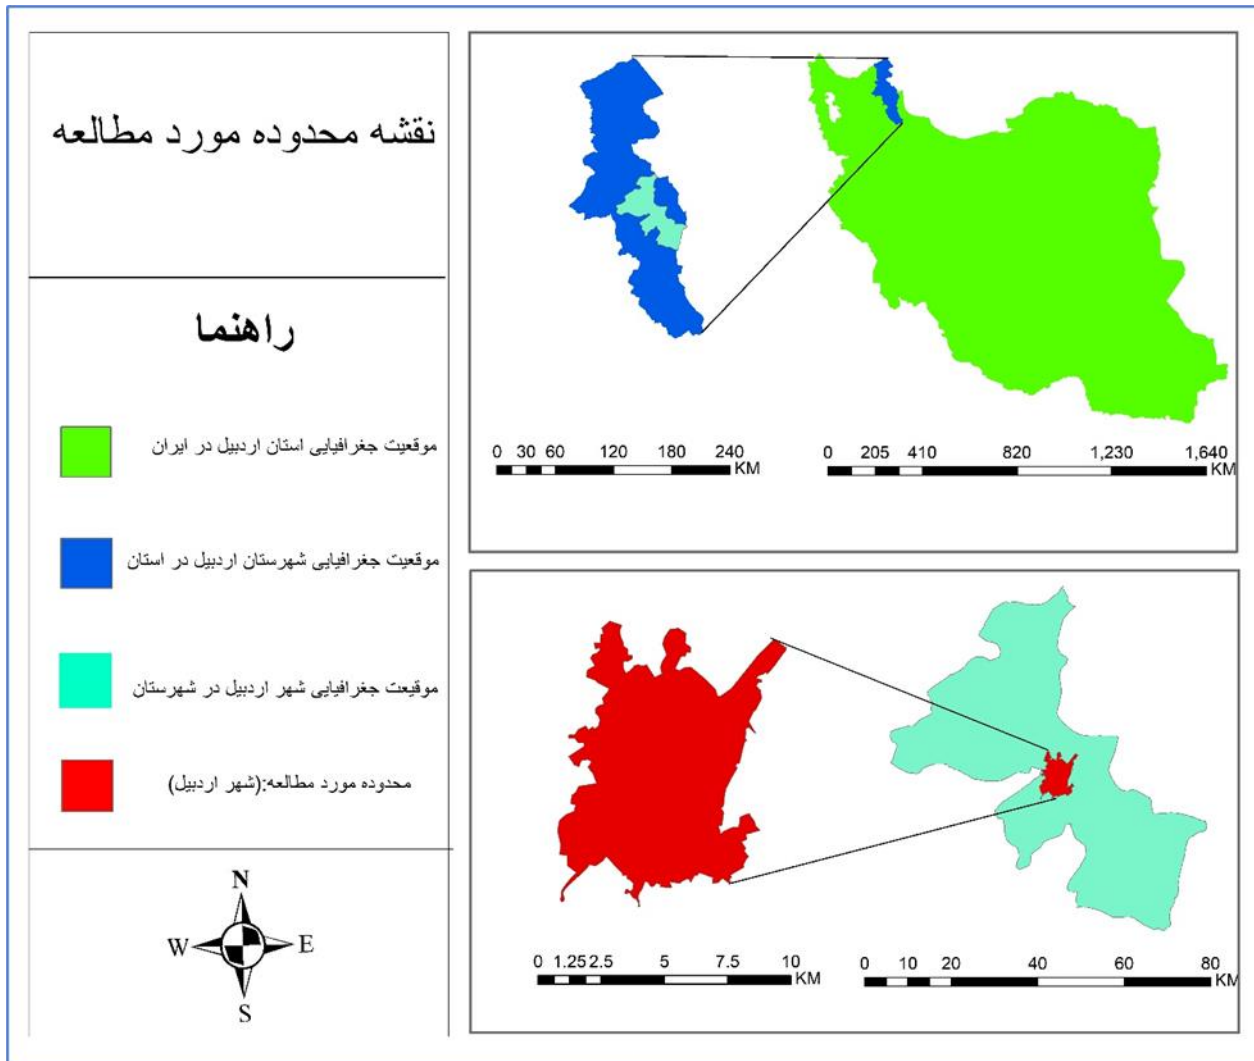 نقشه محدوده مورد مطالعه
راهنما
موقعیت جغرافیایی استان اردبیل در ایران
موقعیت جغرافیایی شهرستان اردبیل در استان
موقیعت جغرافیایی شهر اردبیل در شهرستان
محدوده مورد مطالعه:(شهر اردبیل)
N
W E
S
0 30 60 120 180 240
KM
0 205 410 820 1,230 1,640
KM
0 1.25 2.5 5 7.5 10
KM
0 10 20 40 60 80
KM